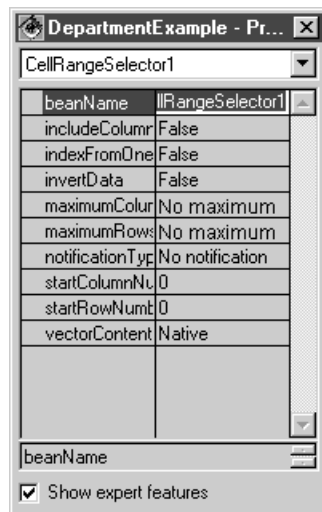 DepartmentExample - Pr...
CellRangeSelector1
beanName llRangeSelector1
includeColumn False
indexFromOne False
invertData False
maximumColur No maximum
maximumRows No maximum
notificationTyp No notification
startColumnNu 0
startRowNumb 0
vectorContent Native
beanName
Show expert features